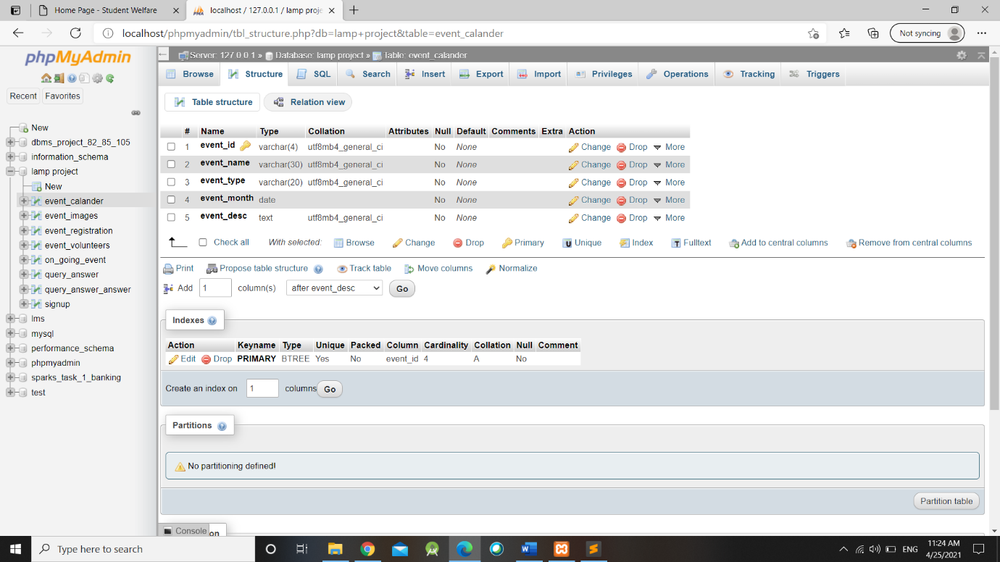 Home Page - Student Welfare
localhost / 127.0.0.1 / lamp proje
localhost/phpmyadmin/tbl_structure.php?db=lamp+project&table=event_calander
Not syncing
phpMyAdmin
Recent Favorites
New
dbms_project_82_85_105
information_schema
lamp project
New
event_calander
event_images
event_registration
event_volunteers
on_going_event
query_answer
query_answer_answer
signup
lms
mysql
performance_schema
phpmyadmin
sparks_task_1_banking
test
Server: 127.0.0.1 » Database: lamp project » Table: event_calander
Browse Structure SQL Search Insert Export Import Privileges Operations Tracking Triggers
Table structure Relation view
# Name Type Collation Attributes Null Default Comments Extra Action
1 event_id varchar(4) utf8mb4_general_ci No None Change Drop More
2 event_name varchar(30) utf8mb4_general_ci No None Change Drop More
3 event_type varchar(20) utf8mb4_general_ci No None Change Drop More
4 event_month date No None Change Drop More
5 event_desc text utf8mb4_general_ci No None Change Drop More
Check all With selected: Browse Change Drop Primary Unique Index Fulltext Add to central columns Remove from central columns
Print Propose table structure Track table Move columns Normalize
Add 1 column(s) after event_desc Go
Indexes
Action Keyname Type Unique Packed Column Cardinality Collation Null Comment
Edit Drop PRIMARY BTREE Yes No event_id 4 A No
Create an index on 1 columns Go
Partitions
No partitioning defined!
Partition table
Console on
Type here to search
ENG
11:24 AM
4/25/2021